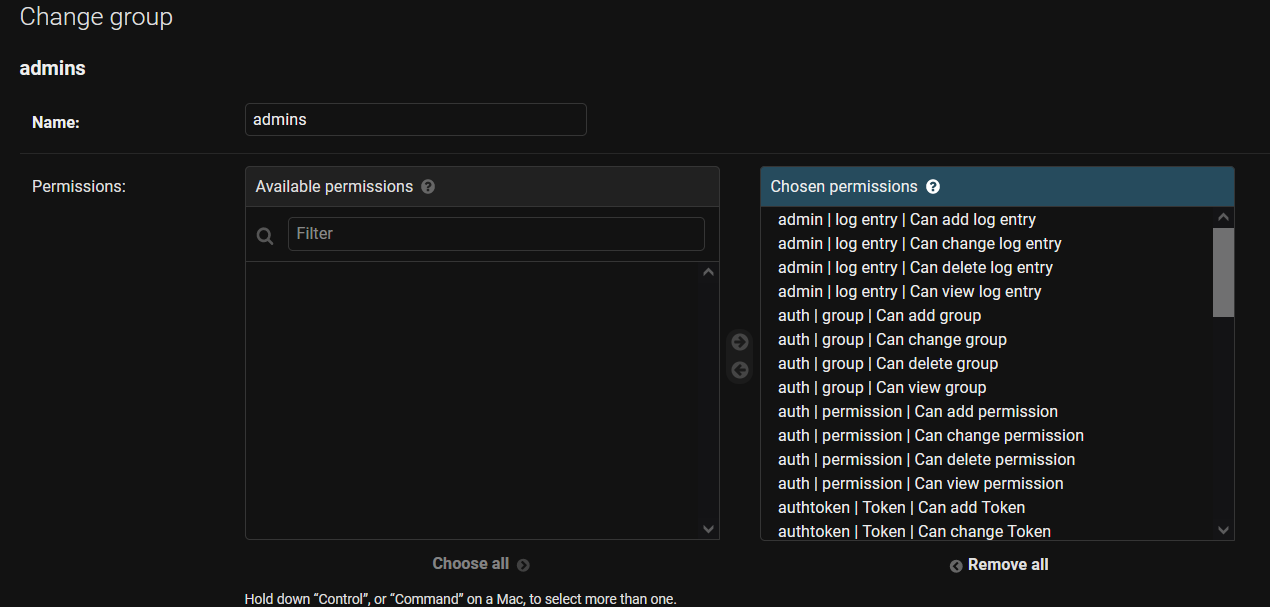 Change group
admins
Name:
admins
Permissions:
Available permissions ?
Filter
Choose all
Chosen permissions ?
admin | log entry | Can add log entry
admin | log entry | Can change log entry
admin | log entry | Can delete log entry
admin | log entry | Can view log entry
auth | group | Can add group
auth | group | Can change group
auth | group | Can delete group
auth | group | Can view group
auth | permission | Can add permission
auth | permission | Can change permission
auth | permission | Can delete permission
auth | permission | Can view permission
authtoken | Token | Can add Token
authtoken | Token | Can change Token
Remove all
Hold down “Control”, or “Command” on a Mac, to select more than one.